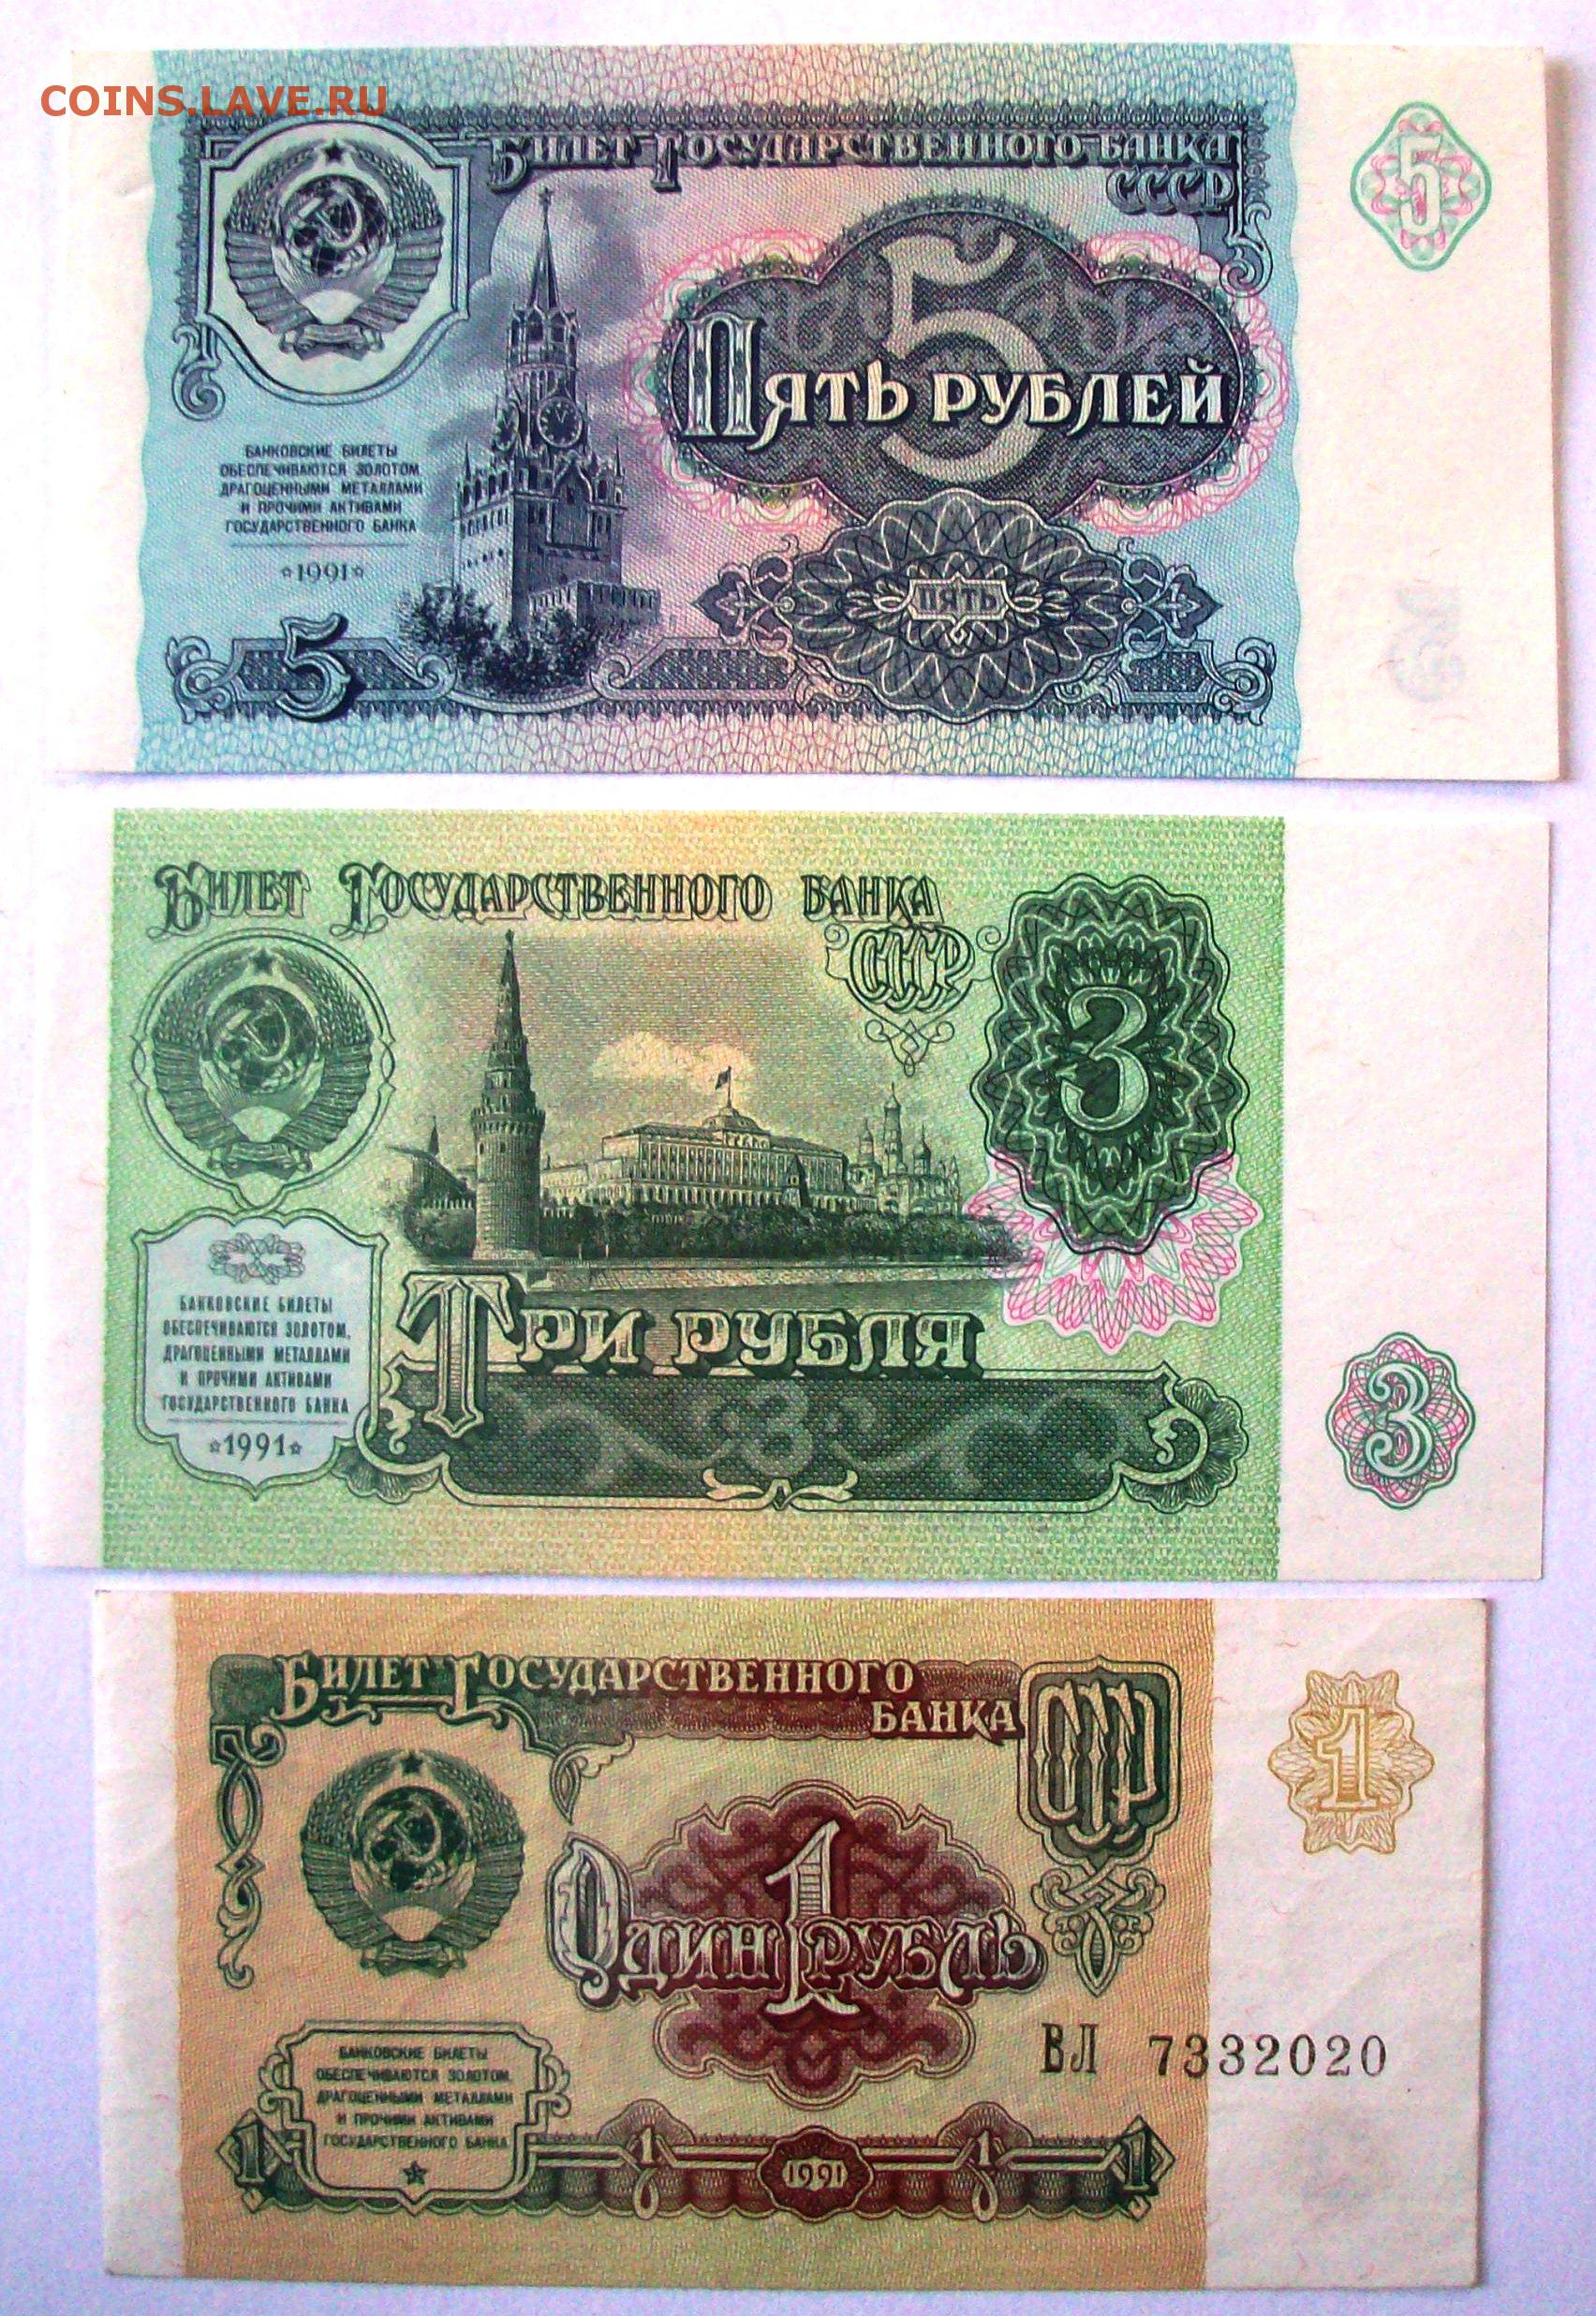 COINS.LAVE.RU
Билет Государственного банка
СССР
5
5
Пять рублей
БАНКОВСКИЕ БИЛЕТЫ
ОБЕСПЕЧИВАЮТСЯ ЗОЛОТОМ,
ДРАГОЦЕННЫМИ МЕТАЛЛАМИ
И ПРОЧИМИ АКТИВАМИ
ГОСУДАРСТВЕННОГО БАНКА
☆1991☆
ПЯТЬ
5
Билет Государственного банка
СССР
3
Три рубля
БАНКОВСКИЕ БИЛЕТЫ
ОБЕСПЕЧИВАЮТСЯ ЗОЛОТОМ,
ДРАГОЦЕННЫМИ МЕТАЛЛАМИ
И ПРОЧИМИ АКТИВАМИ
ГОСУДАРСТВЕННОГО БАНКА
☆1991☆
3
3
Билет Государственного
банка СССР
1
1
Один рубль
ВЛ 7332020
БАНКОВСКИЕ БИЛЕТЫ
ОБЕСПЕЧИВАЮТСЯ ЗОЛОТОМ,
ДРАГОЦЕННЫМИ МЕТАЛЛАМИ
И ПРОЧИМИ АКТИВАМИ
ГОСУДАРСТВЕННОГО БАНКА
1 1 1991 1 1